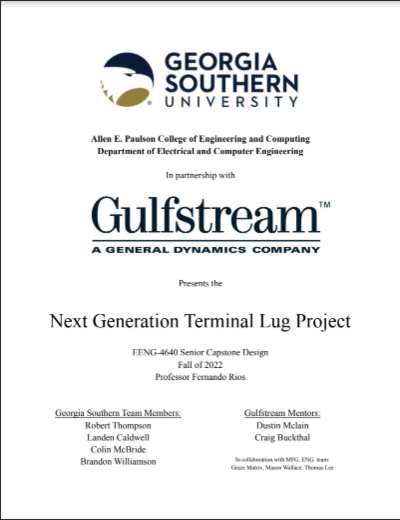 GEORGIA
SOUTHERN
UNIVERSITY
Allen E. Paulson College of Engineering and Computing
Department of Electrical and Computer Engineering
In partnership with
Gulfstream™
A GENERAL DYNAMICS COMPANY
Presents the
Next Generation Terminal Lug Project
EENG-4640 Senior Capstone Design
Fall of 2022
Professor Fernando Rios
Georgia Southern Team Members:
Robert Thompson
Landen Caldwell
Colin McBride
Brandon Williamson
Gulfstream Mentors:
Dustin Mclain
Craig Buckthal
In collaboration with MFG. ENG. team:
Grace Matrix, Mason Wallace, Thomas Lee